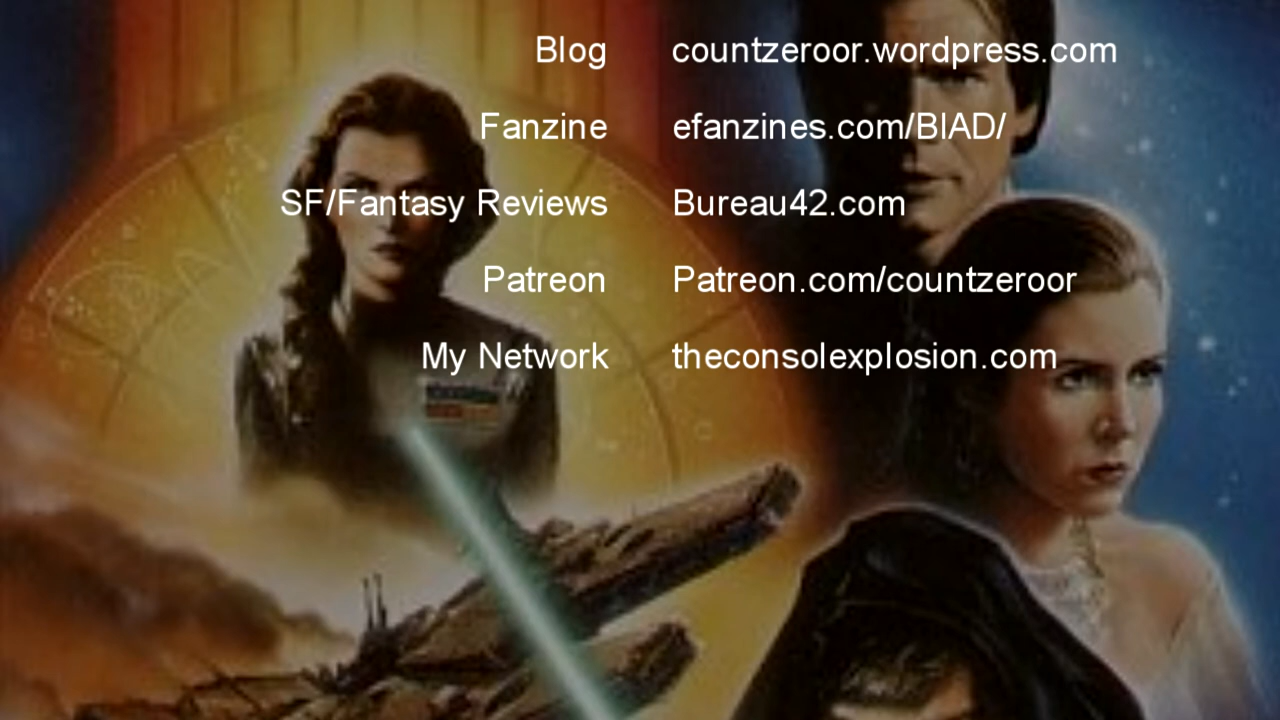 Blog countzeroor.wordpress.com
Fanzine efanzines.com/BIAD/
SF/Fantasy Reviews Bureau42.com
Patreon Patreon.com/countzeroor
My Network theconsolexplosion.com